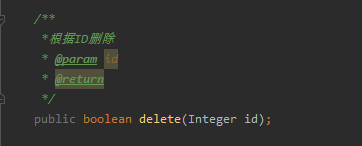 /**
*根据ID删除
* @param id
* @return
*/
public boolean delete(Integer id);